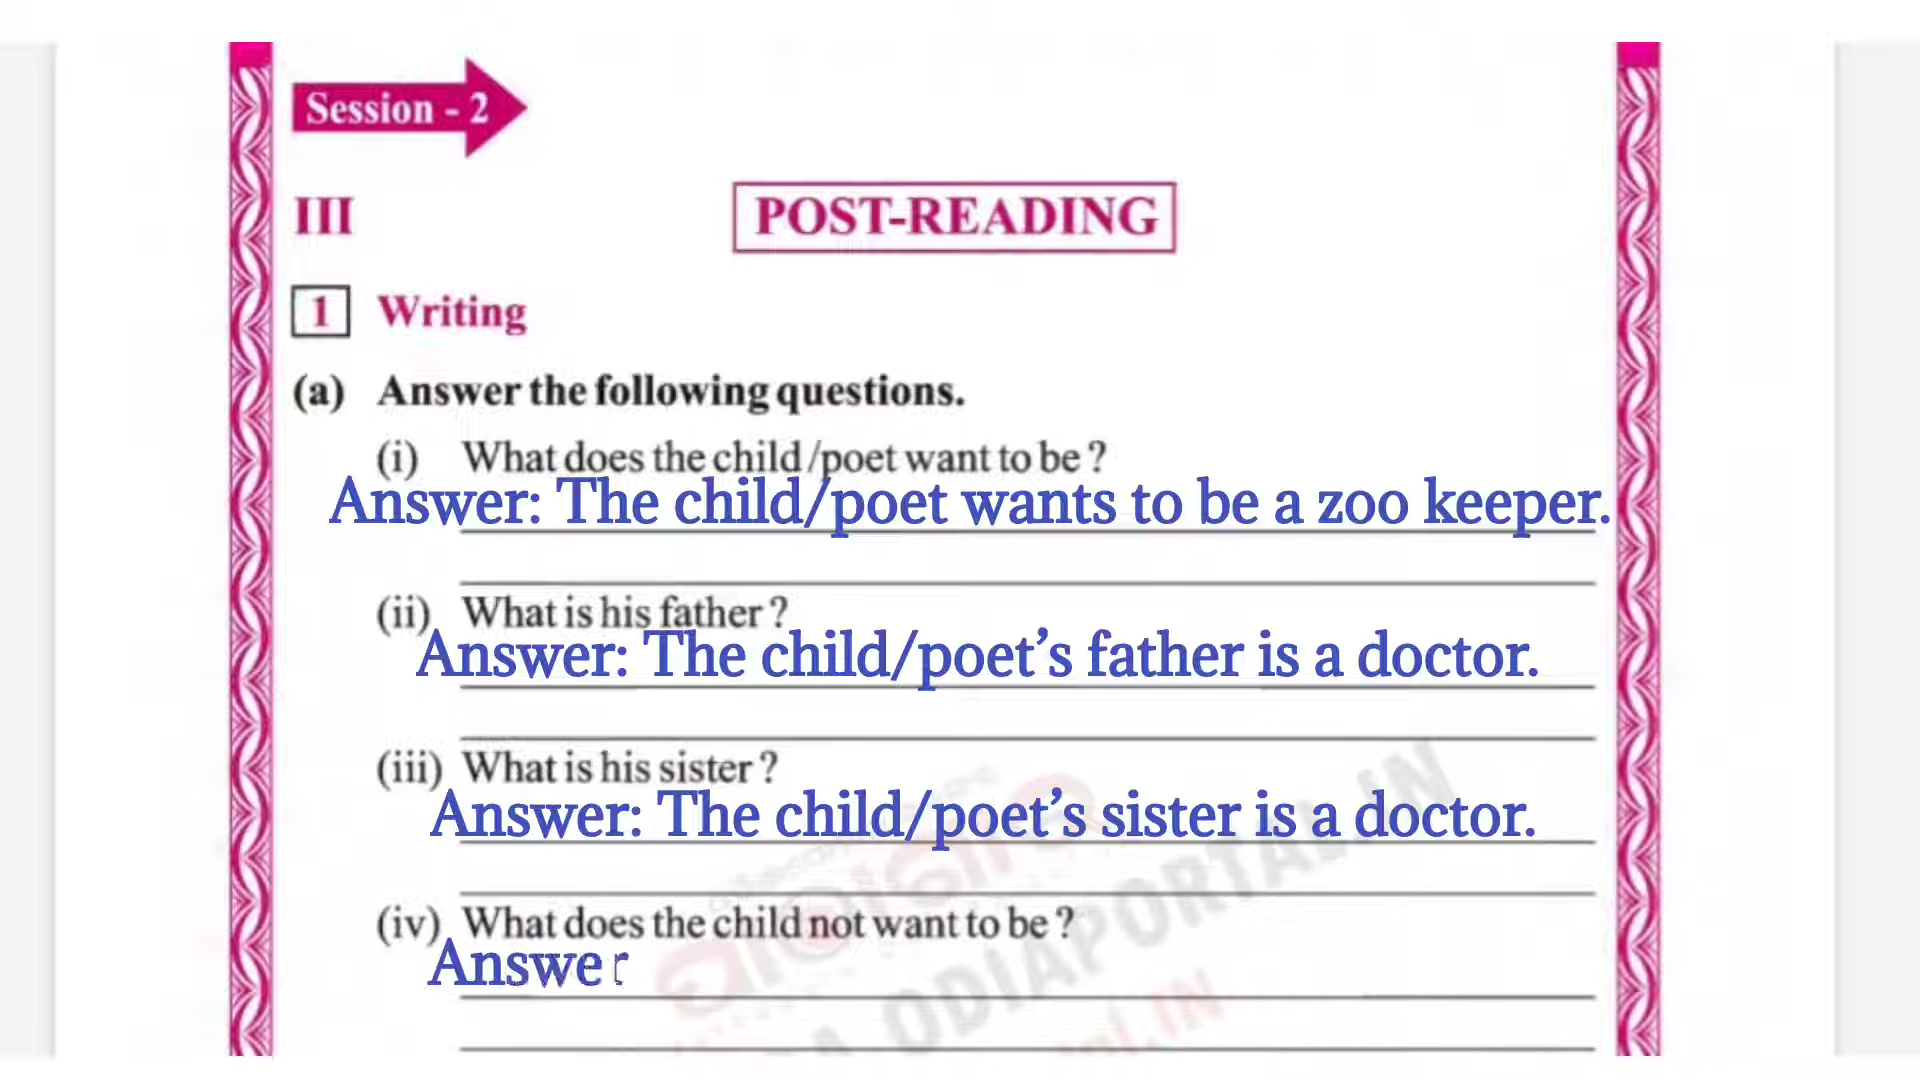 Session - 2
III
POST-READING
1 Writing
(a) Answer the following questions.
(i) What does the child /poet want to be ?
Answer: The child/poet wants to be a zoo keeper.
(ii) What is his father ?
Answer: The child/poet's father is a doctor.
(iii) What is his sister ?
Answer: The child/poet's sister is a doctor.
(iv) What does the child not want to be ?
Answer
ODIAPORTAL.IN